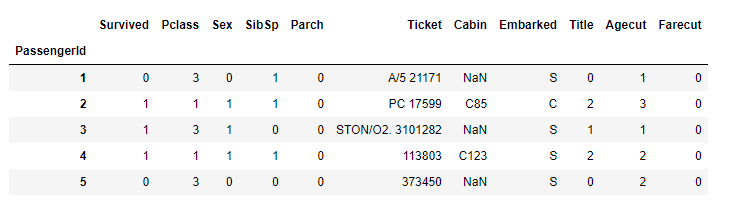 Survived Pclass Sex SibSp Parch Ticket Cabin Embarked Title Agecut Farecut
PassengerId
1 0 3 0 1 0 A/5 21171 NaN S 0 1 0
2 1 1 1 1 0 PC 17599 C85 C 2 3 0
3 1 3 1 0 0 STON/O2. 3101282 NaN S 1 1 0
4 1 1 1 1 0 113803 C123 S 2 2 0
5 0 3 0 0 0 373450 NaN S 0 2 0